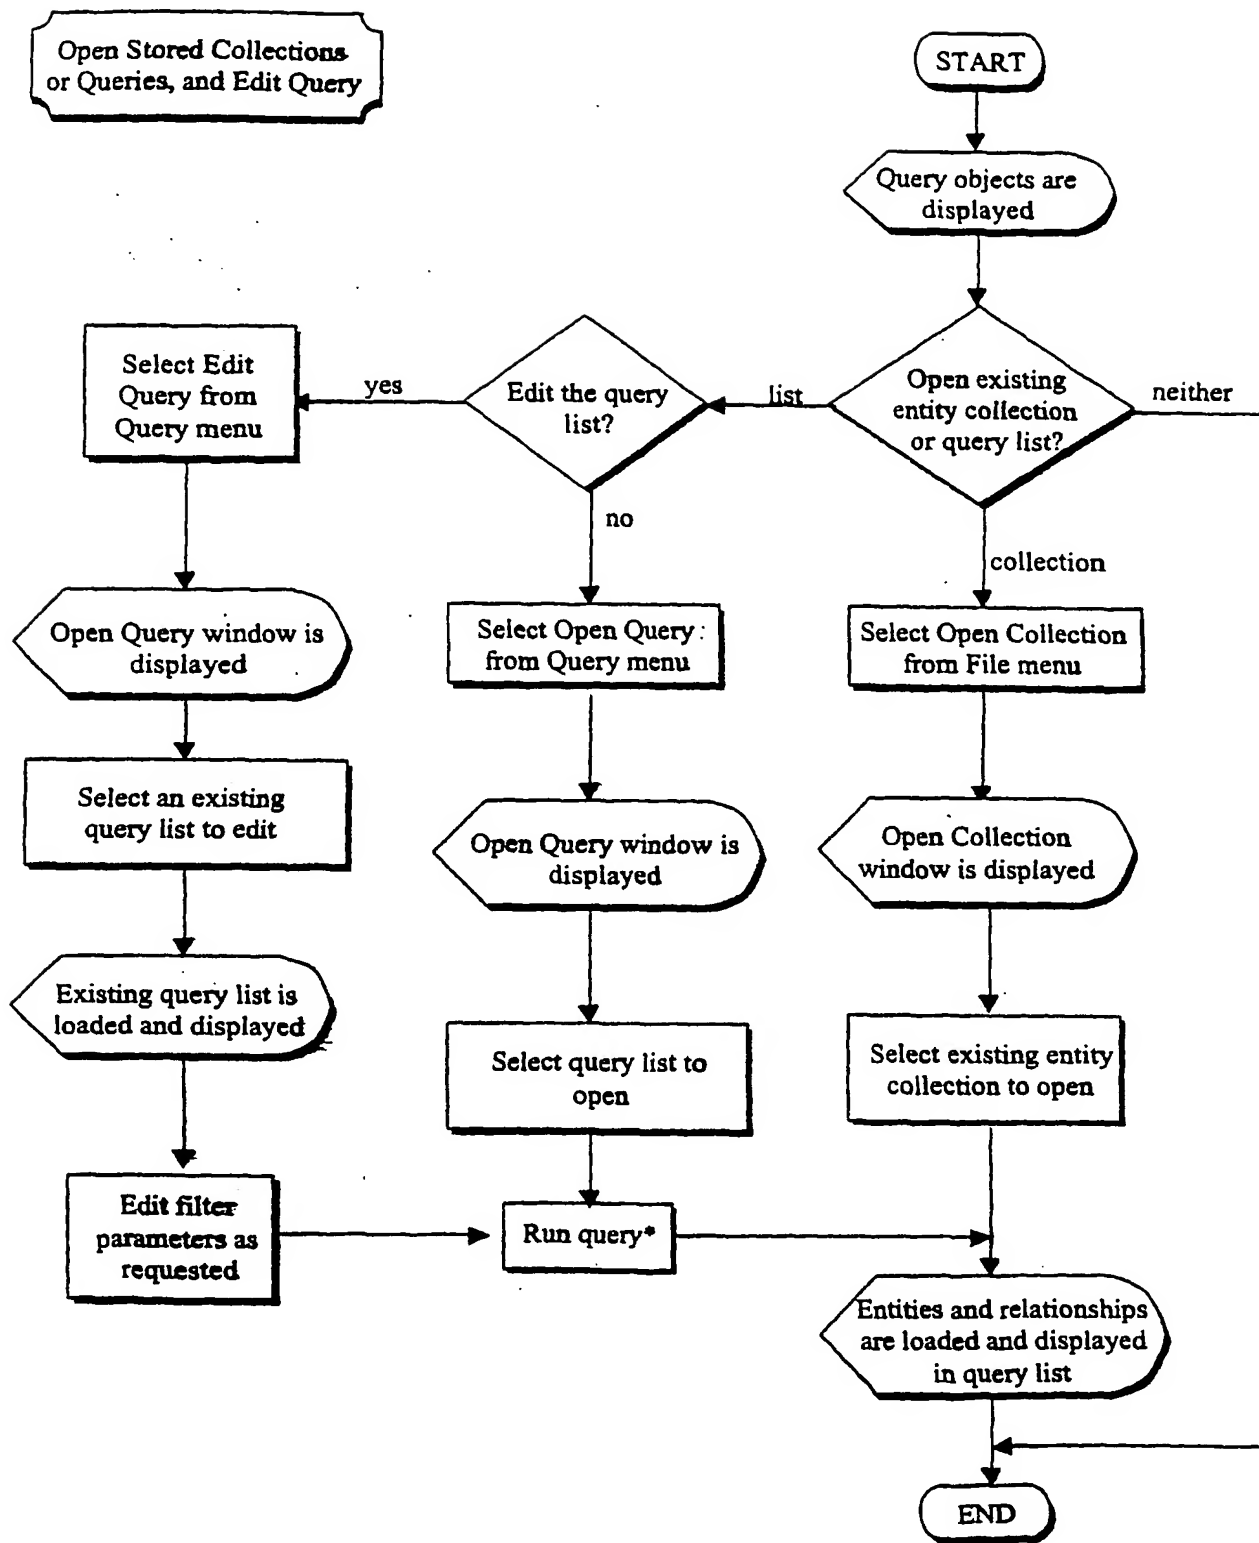 Open Stored Collections
or Queries, and Edit Query
START
Query objects are
displayed
Open existing
entity collection
or query list?
neither
list
collection
Edit the query
list?
yes
no
Select Edit
Query from
Query menu
Open Query window is
displayed
Select an existing
query list to edit
Existing query list is
loaded and displayed
Edit filter
parameters as
requested
Select Open Query
from Query menu
Open Query window is
displayed
Select query list to
open
Run query*
Select Open Collection
from File menu
Open Collection
window is displayed
Select existing entity
collection to open
Entities and relationships
are loaded and displayed
in query list
END